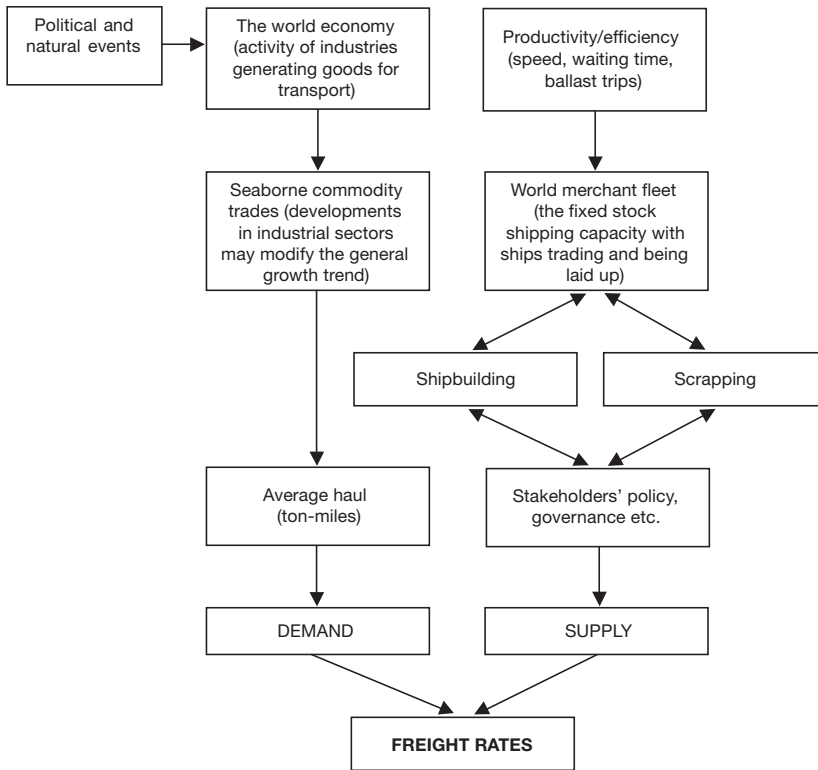 Political and
natural events
The world economy
(activity of industries
generating goods for
transport)
Productivity/efficiency
(speed, waiting time,
ballast trips)
Seaborne commodity
trades (developments
in industrial sectors
may modify the general
growth trend)
World merchant fleet
(the fixed stock
shipping capacity with
ships trading and being
laid up)
Shipbuilding
Scrapping
Average haul
(ton-miles)
Stakeholders' policy,
governance etc.
DEMAND
SUPPLY
FREIGHT RATES